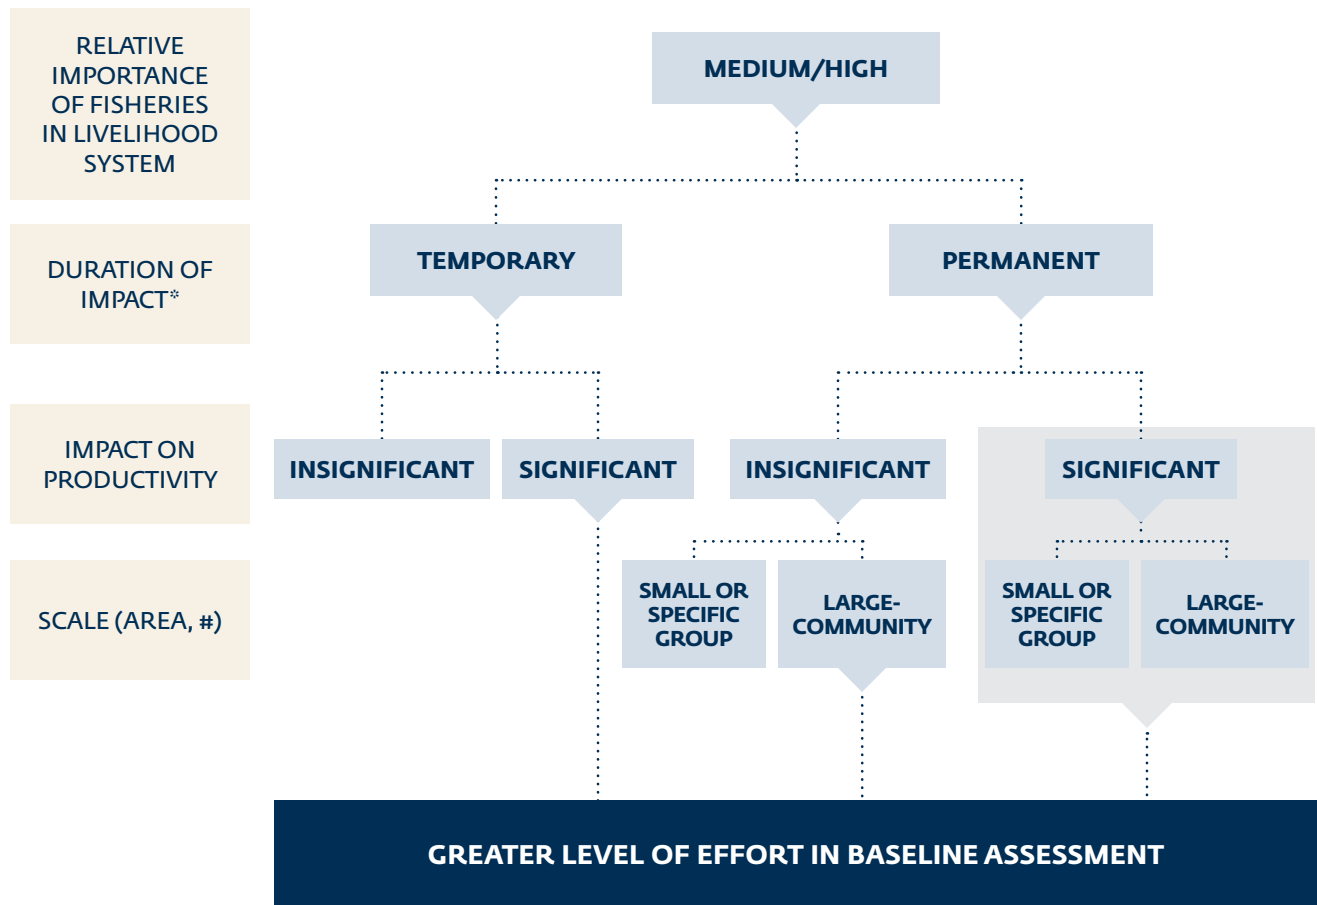 RELATIVE
IMPORTANCE
OF FISHERIES
IN LIVELIHOOD
SYSTEM
MEDIUM/HIGH
DURATION OF
IMPACT*
TEMPORARY
PERMANENT
IMPACT ON
PRODUCTIVITY
INSIGNIFICANT
SIGNIFICANT
INSIGNIFICANT
SIGNIFICANT
SCALE (AREA, #)
SMALL OR
SPECIFIC
GROUP
LARGE-
COMMUNITY
SMALL OR
SPECIFIC
GROUP
LARGE-
COMMUNITY
GREATER LEVEL OF EFFORT IN BASELINE ASSESSMENT